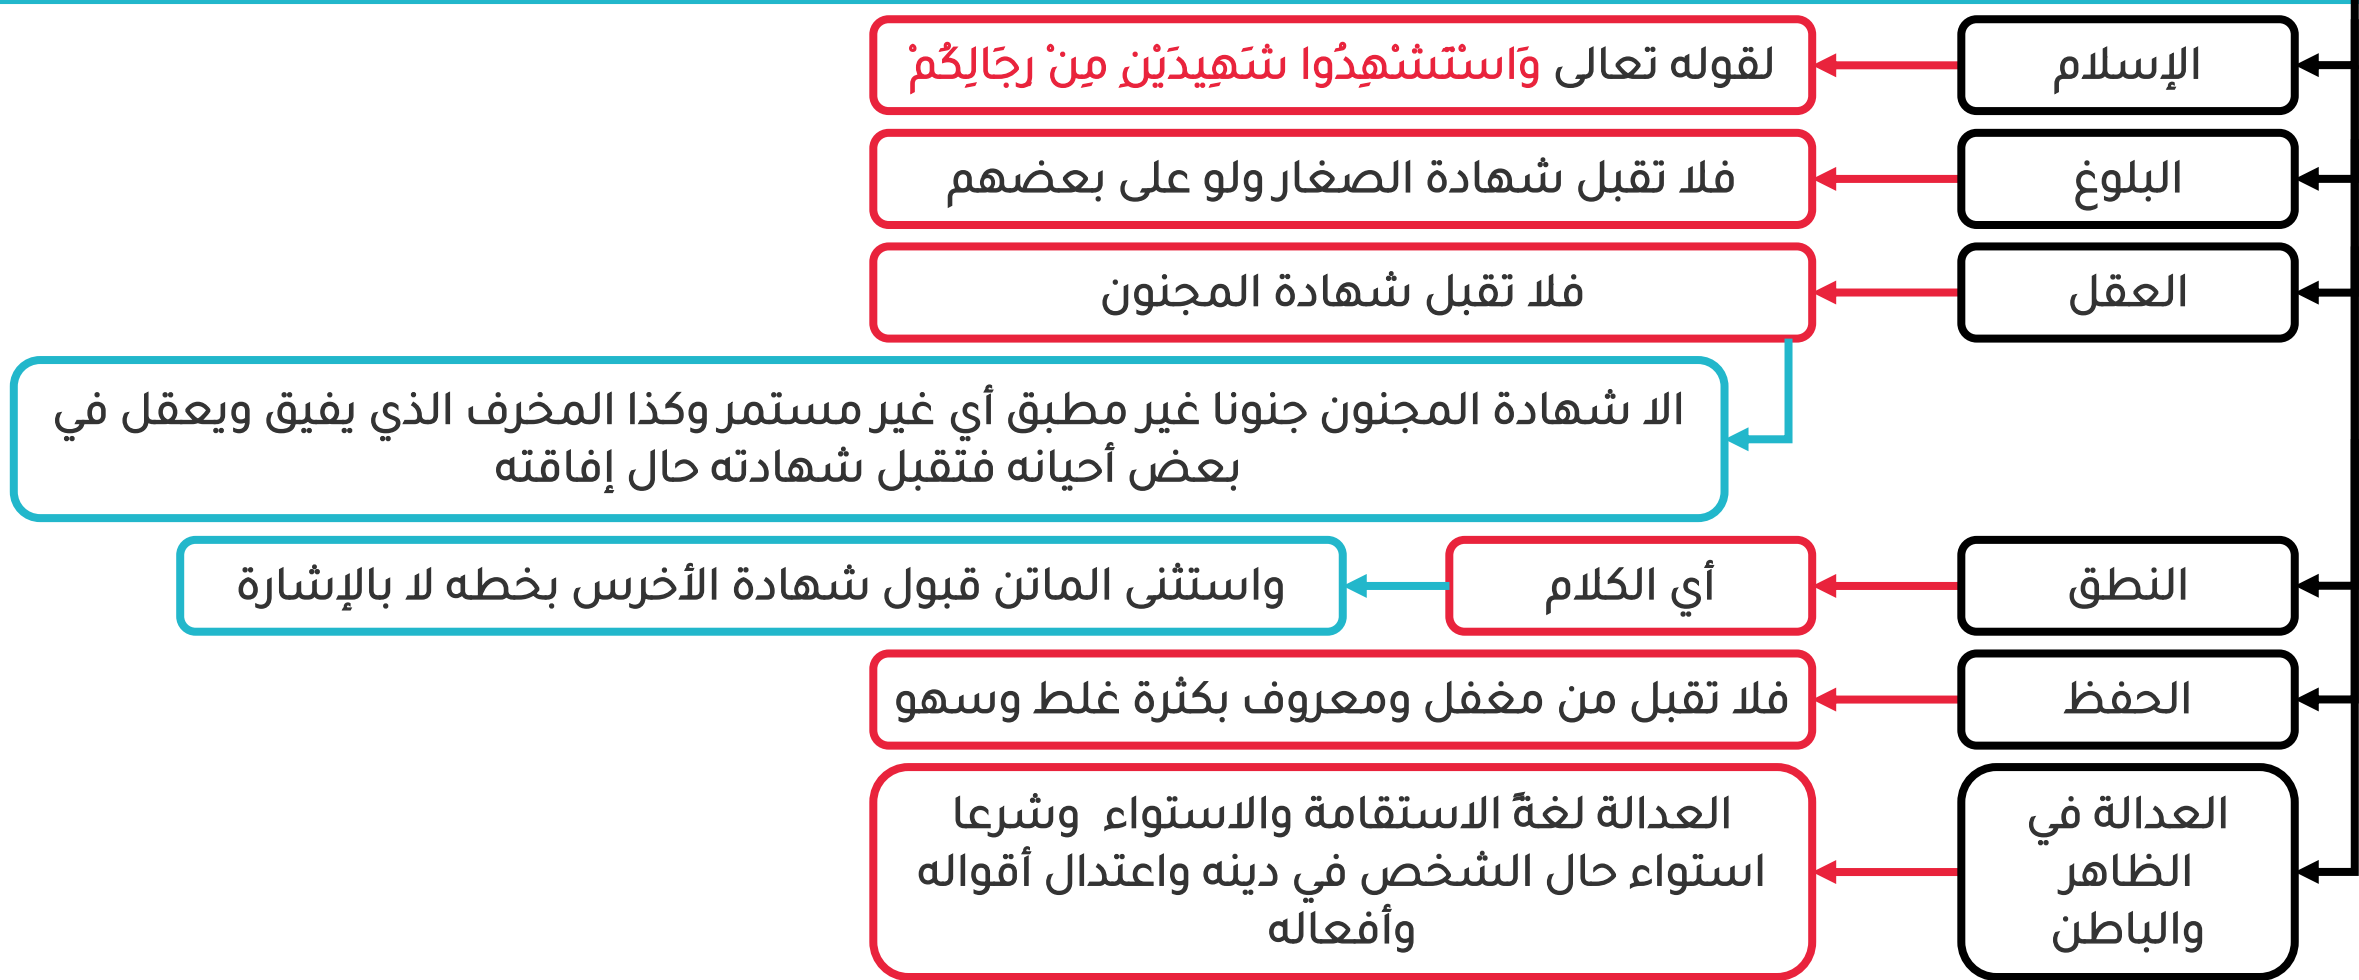 الإسلام
لقوله تعالى وَاسْتَشْهِدُوا شَهِيدَيْنِ مِنْ رِجَالِكُمْ
البلوغ
فلا تقبل شهادة الصغار ولو على بعضهم
العقل
فلا تقبل شهادة المجنون
الا شهادة المجنون جنونا غير مطبق أي غير مستمر وكذا المخرف الذي يفيق ويعقل في
بعض أحيانه فتقبل شهادته حال إفاقته
النطق
أي الكلام
واستثنى الماتن قبول شهادة الأخرس بخطه لا بالإشارة
الحفظ
فلا تقبل من مغفل ومعروف بكثرة غلط وسهو
العدالة في
الظاهر
والباطن
العدالة لغةً الاستقامة والاستواء وشرعا
استواء حال الشخص في دينه واعتدال أقواله
وأفعاله